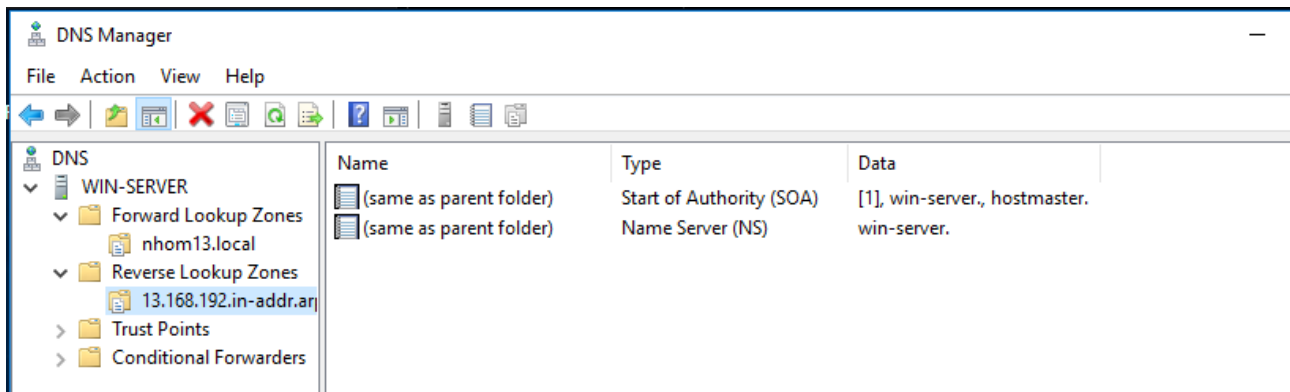 DNS Manager
File Action View Help
DNS
WIN-SERVER
Forward Lookup Zones
nhom13.local
Reverse Lookup Zones
13.168.192.in-addr.arp
Trust Points
Conditional Forwarders
Name Type Data
(same as parent folder) Start of Authority (SOA) [1], win-server., hostmaster.
(same as parent folder) Name Server (NS) win-server.